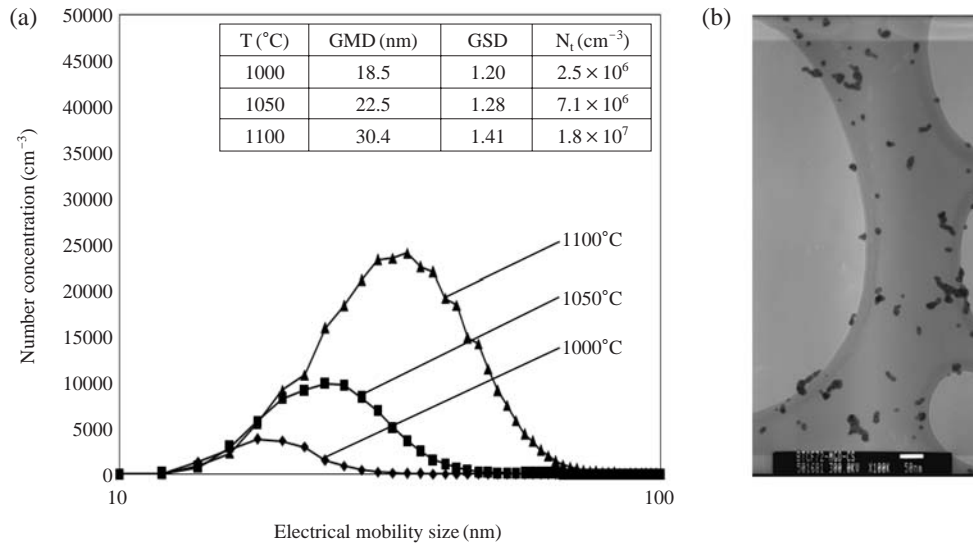 (a)
50000
45000
40000
35000
30000
25000
20000
15000
10000
5000
0
Number concentration (cm⁻³)
T (°C) GMD (nm) GSD Nₜ (cm⁻³)
1000 18.5 1.20 2.5 × 10⁶
1050 22.5 1.28 7.1 × 10⁶
1100 30.4 1.41 1.8 × 10⁷
1100°C
1050°C
1000°C
10 100
Electrical mobility size (nm)
(b)
X100K 50nm